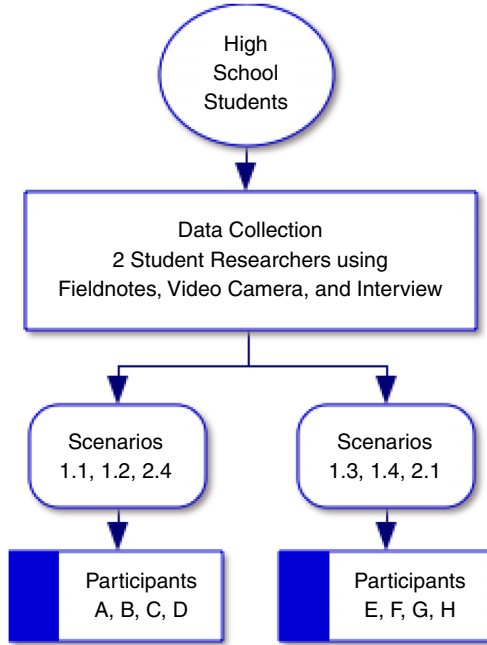 High
School
Students
Data Collection
2 Student Researchers using
Fieldnotes, Video Camera, and Interview
Scenarios
1.1, 1.2, 2.4
Scenarios
1.3, 1.4, 2.1
Participants
A, B, C, D
Participants
E, F, G, H